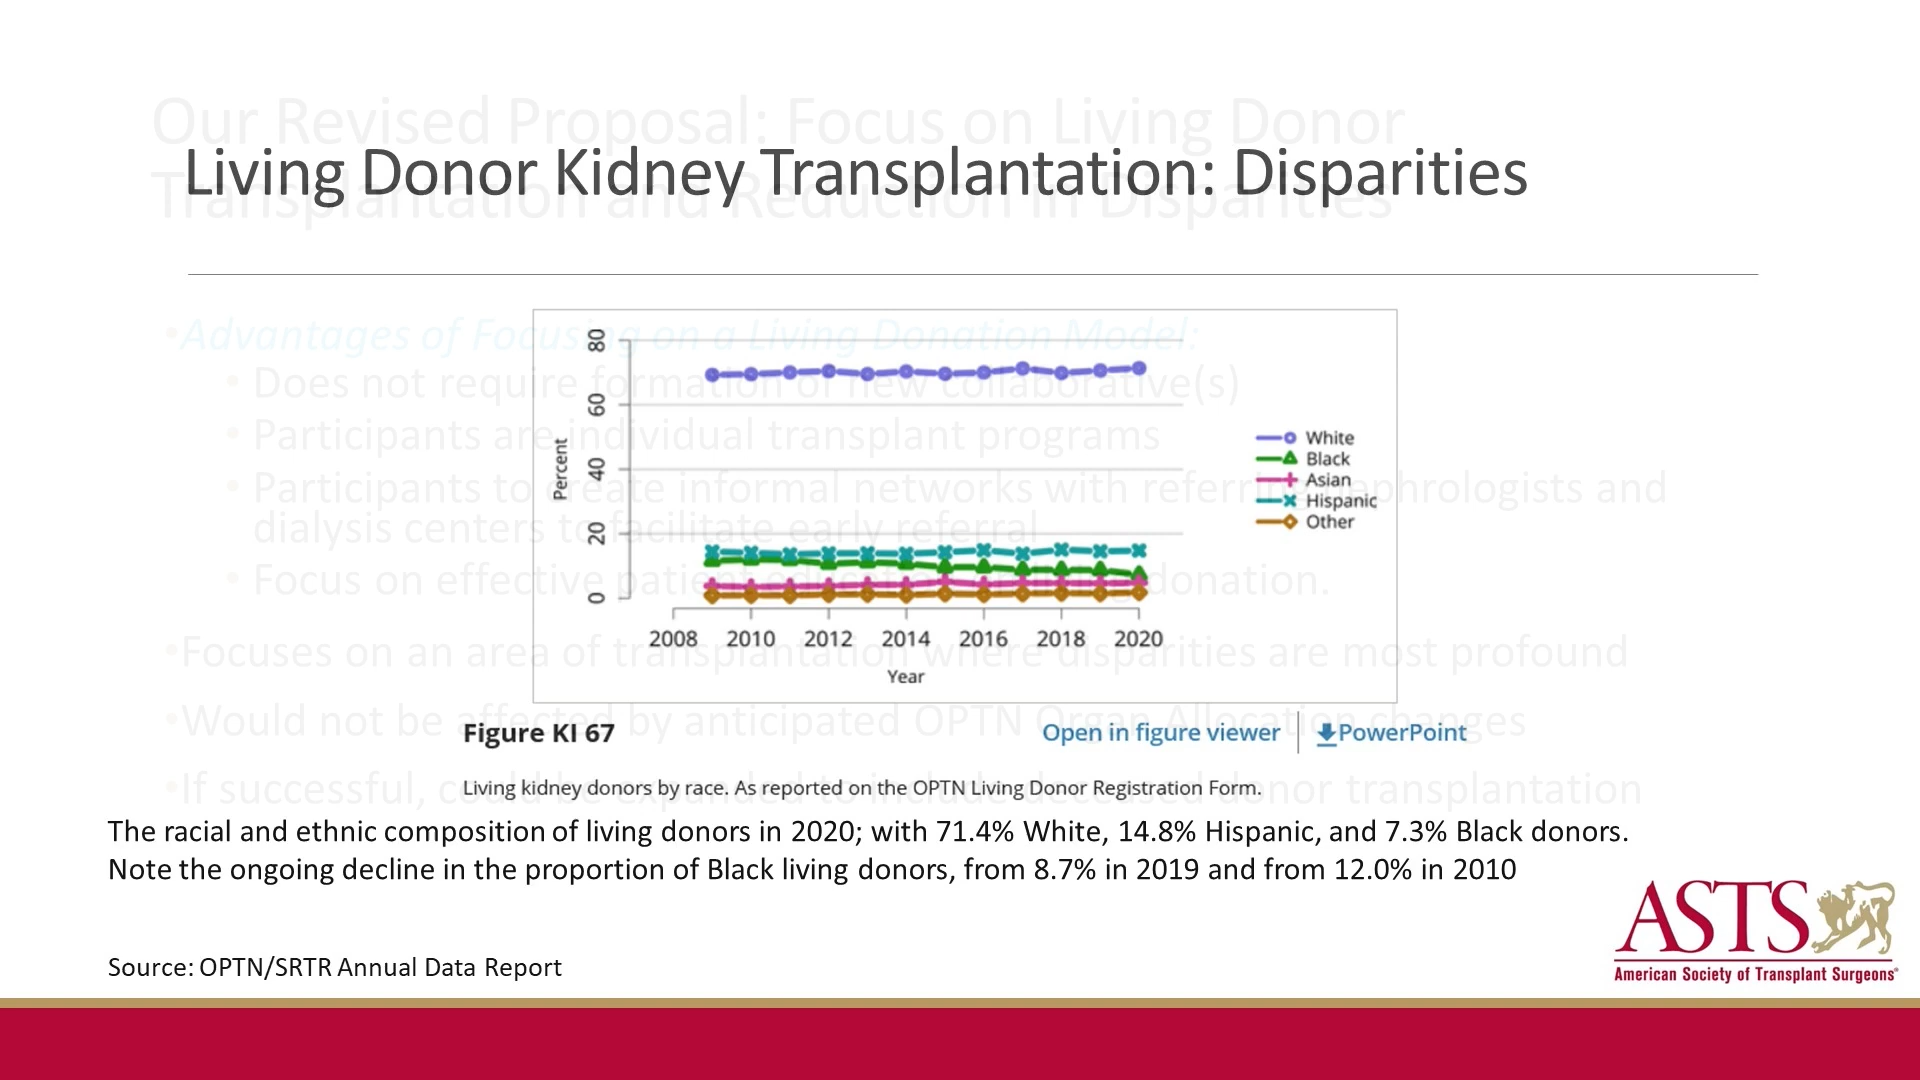 Our Revised Proposal: Focus on Living Donor
Transplantation and Reduction in Disparities
Living Donor Kidney Transplantation: Disparities
•Advantages of Focusing on a Living Donation Model:
• Does not require formation of new collaborative(s)
• Participants are individual transplant programs
• Participants to create informal networks with referring nephrologists and
dialysis centers to facilitate early referral
• Focus on effective patient donation.
•Focuses on an area of transplantation where disparities are most profound
•Would not be affected by anticipated OPTN Organ Allocation changes
•If successful, could be expanded to include deceased donor transplantation
80
60
40
20
0
Percent
2008 2010 2012 2014 2016 2018 2020
Year
White
Black
Asian
Hispanic
Other
Figure KI 67
Open in figure viewer
PowerPoint
Living kidney donors by race. As reported on the OPTN Living Donor Registration Form.
The racial and ethnic composition of living donors in 2020; with 71.4% White, 14.8% Hispanic, and 7.3% Black donors.
Note the ongoing decline in the proportion of Black living donors, from 8.7% in 2019 and from 12.0% in 2010
Source: OPTN/SRTR Annual Data Report
ASTS
American Society of Transplant Surgeons®